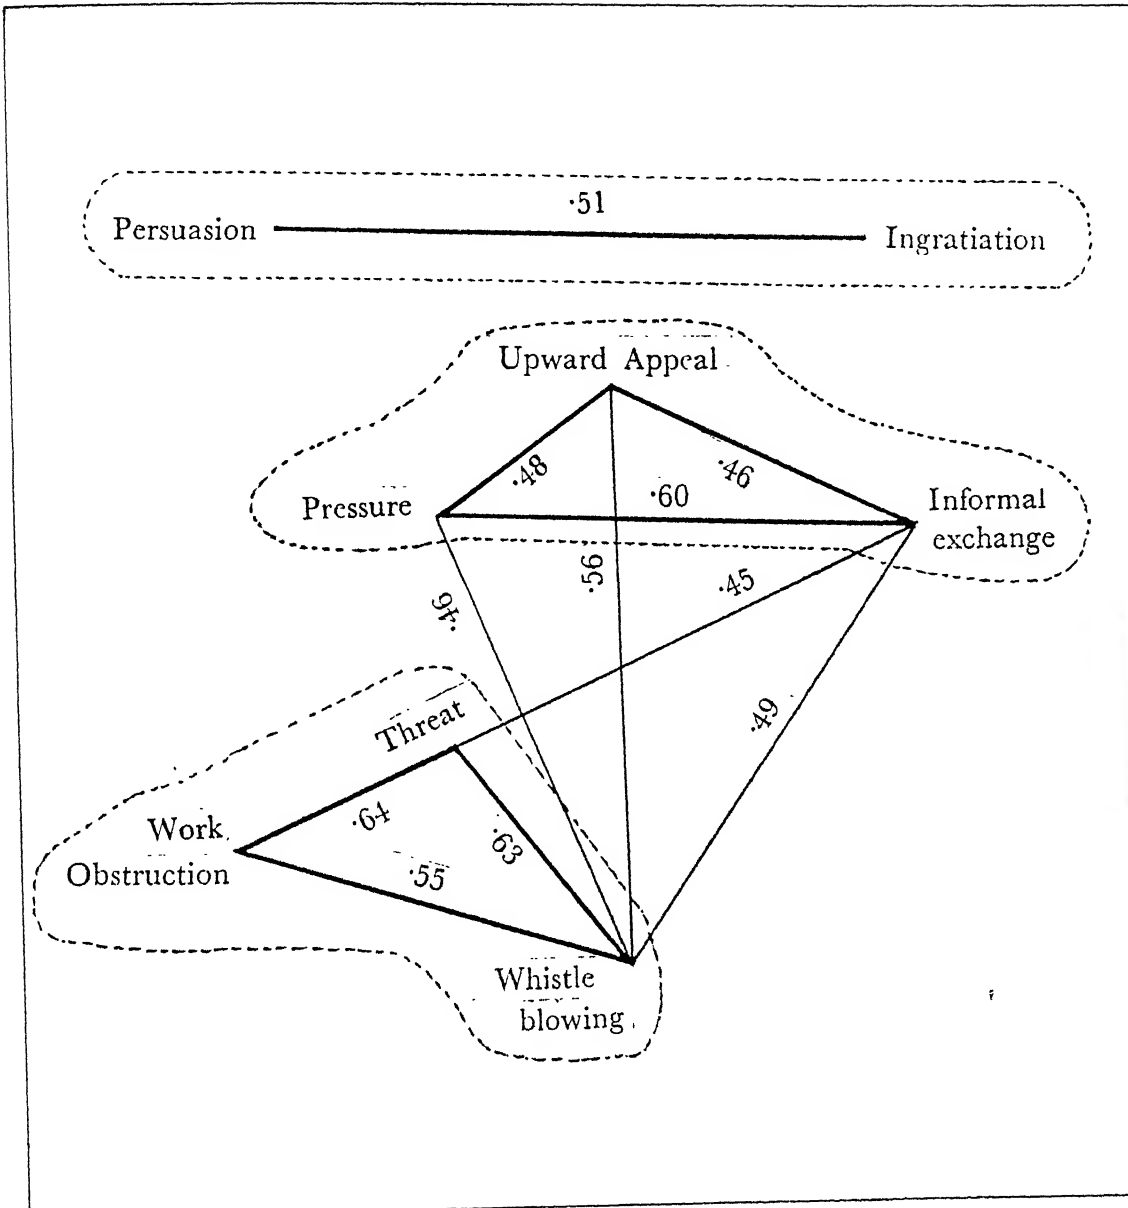 ·51
Persuasion
Ingratiation
Upward Appeal
·48
·46
Pressure
·60
Informal
exchange
·56
·45
·46
Threat
·49
Work
Obstruction
·64
·63
·55
Whistle
blowing